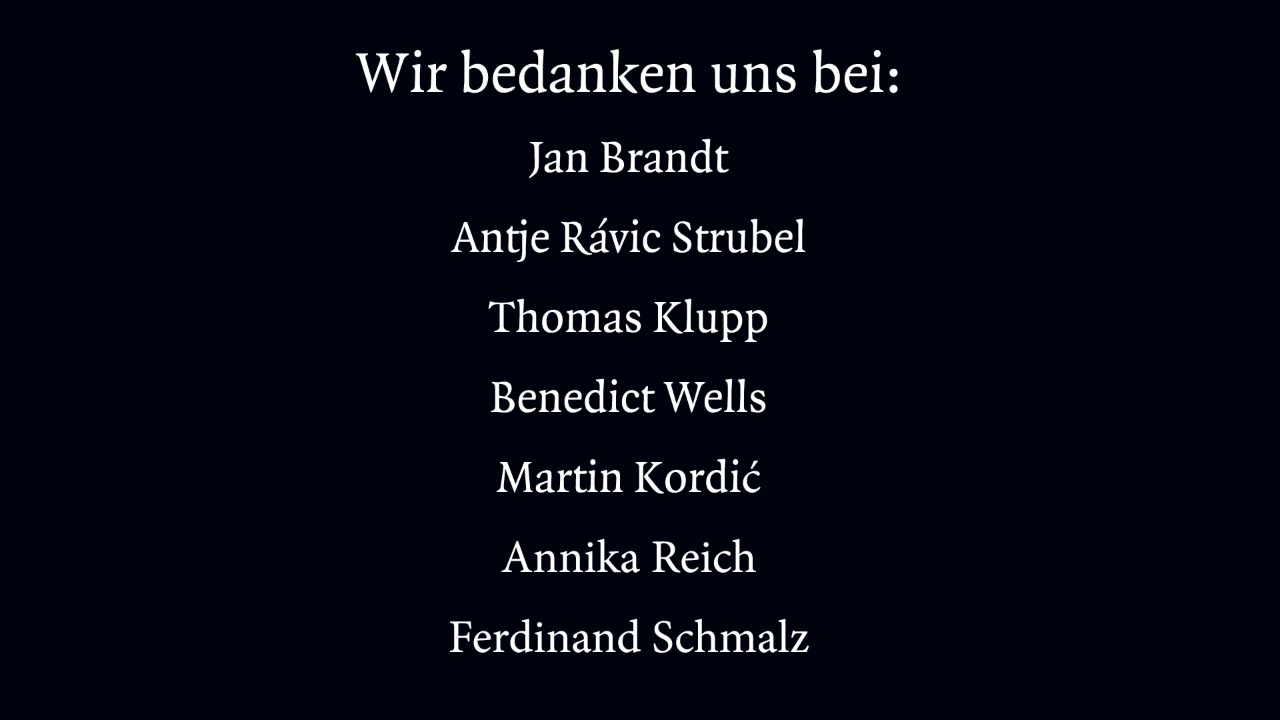 Wir bedanken uns bei:
Jan Brandt
Antje Rávic Strubel
Thomas Klupp
Benedict Wells
Martin Kordić
Annika Reich
Ferdinand Schmalz